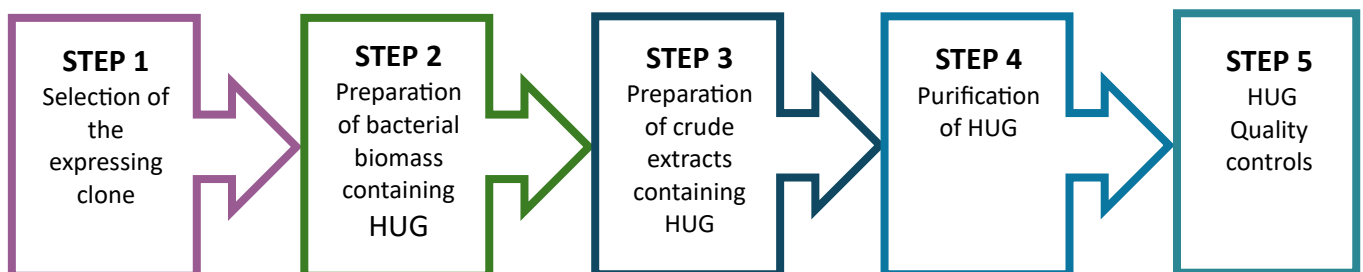 STEP 1
Selection of
the
expressing
clone
STEP 2
Preparation
of bacterial
biomass
containing
HUG
STEP 3
Preparation
of crude
extracts
containing
HUG
STEP 4
Purification
of HUG
STEP 5
HUG
Quality
controls